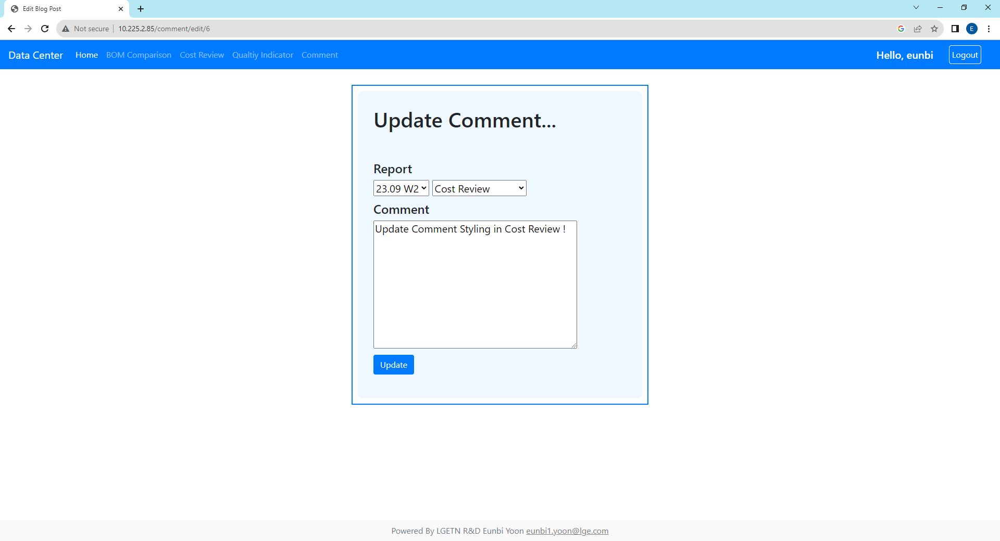 Edit Blog Post
Not secure 10.225.2.85/comment/edit/6
E
Data Center Home BOM Comparison Cost Review Qualtiy Indicator Comment Hello, eunbi Logout
Update Comment...
Report
23.09 W2 Cost Review
Comment
Update Comment Styling in Cost Review !
Update
Powered By LGETN R&D Eunbi Yoon eunbi1.yoon@lge.com